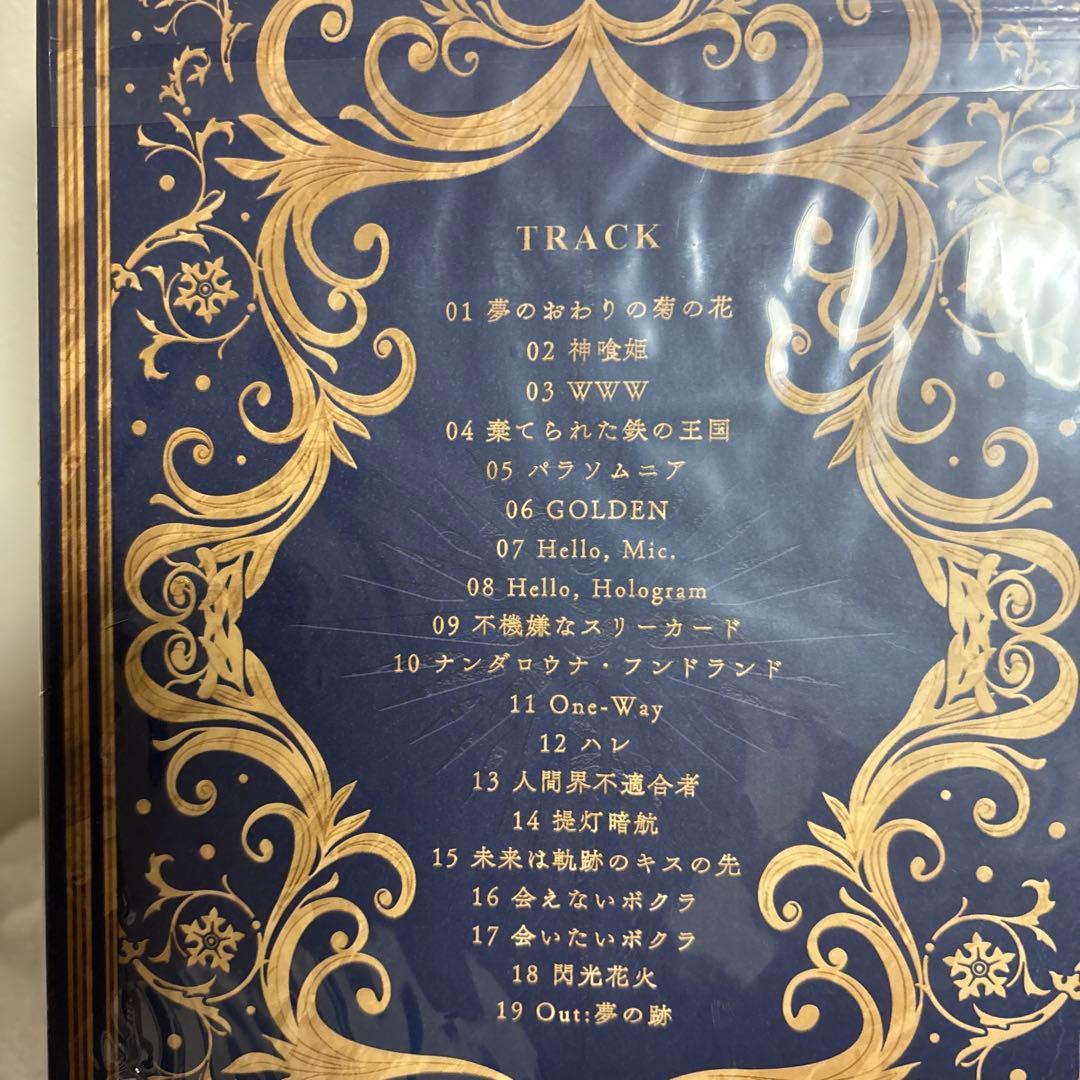 TRACK
01 夢のおわりの菊の花
02 神喰姫
03 WWW
04 棄てられた鉄の王国
05 パラソムニア
06 GOLDEN
07 Hello, Mic.
08 Hello, Hologram
09 不機嫌なスリーカード
10 ナンダロウナ・フンドランド
11 One-Way
12 ハレ
13 人間界不適合者
14 提灯暗航
15 未来は軌跡のキスの先
16 会えないボクラ
17 会いたいボクラ
18 閃光花火
19 Out:夢の跡